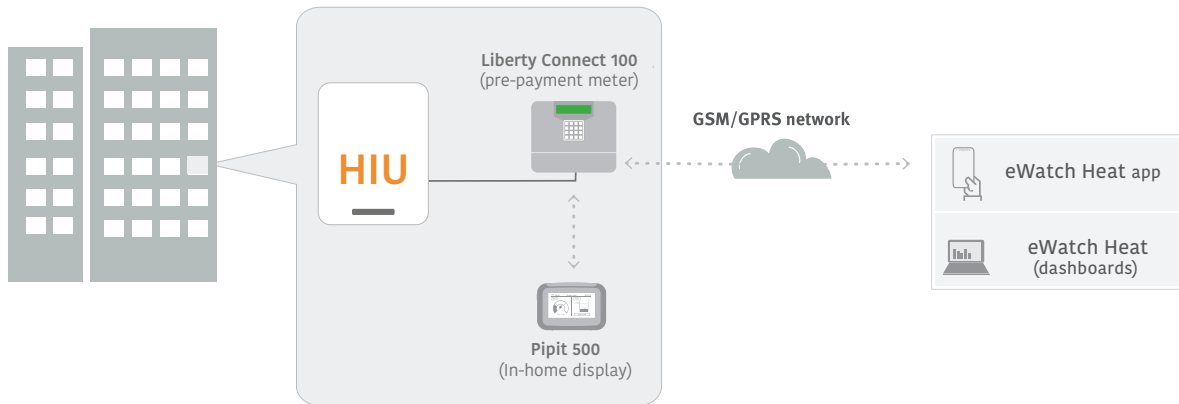 Liberty Connect 100
(pre-payment meter)
HIU
GSM/GPRS network
eWatch Heat app
eWatch Heat
(dashboards)
Pipit 500
(In-home display)